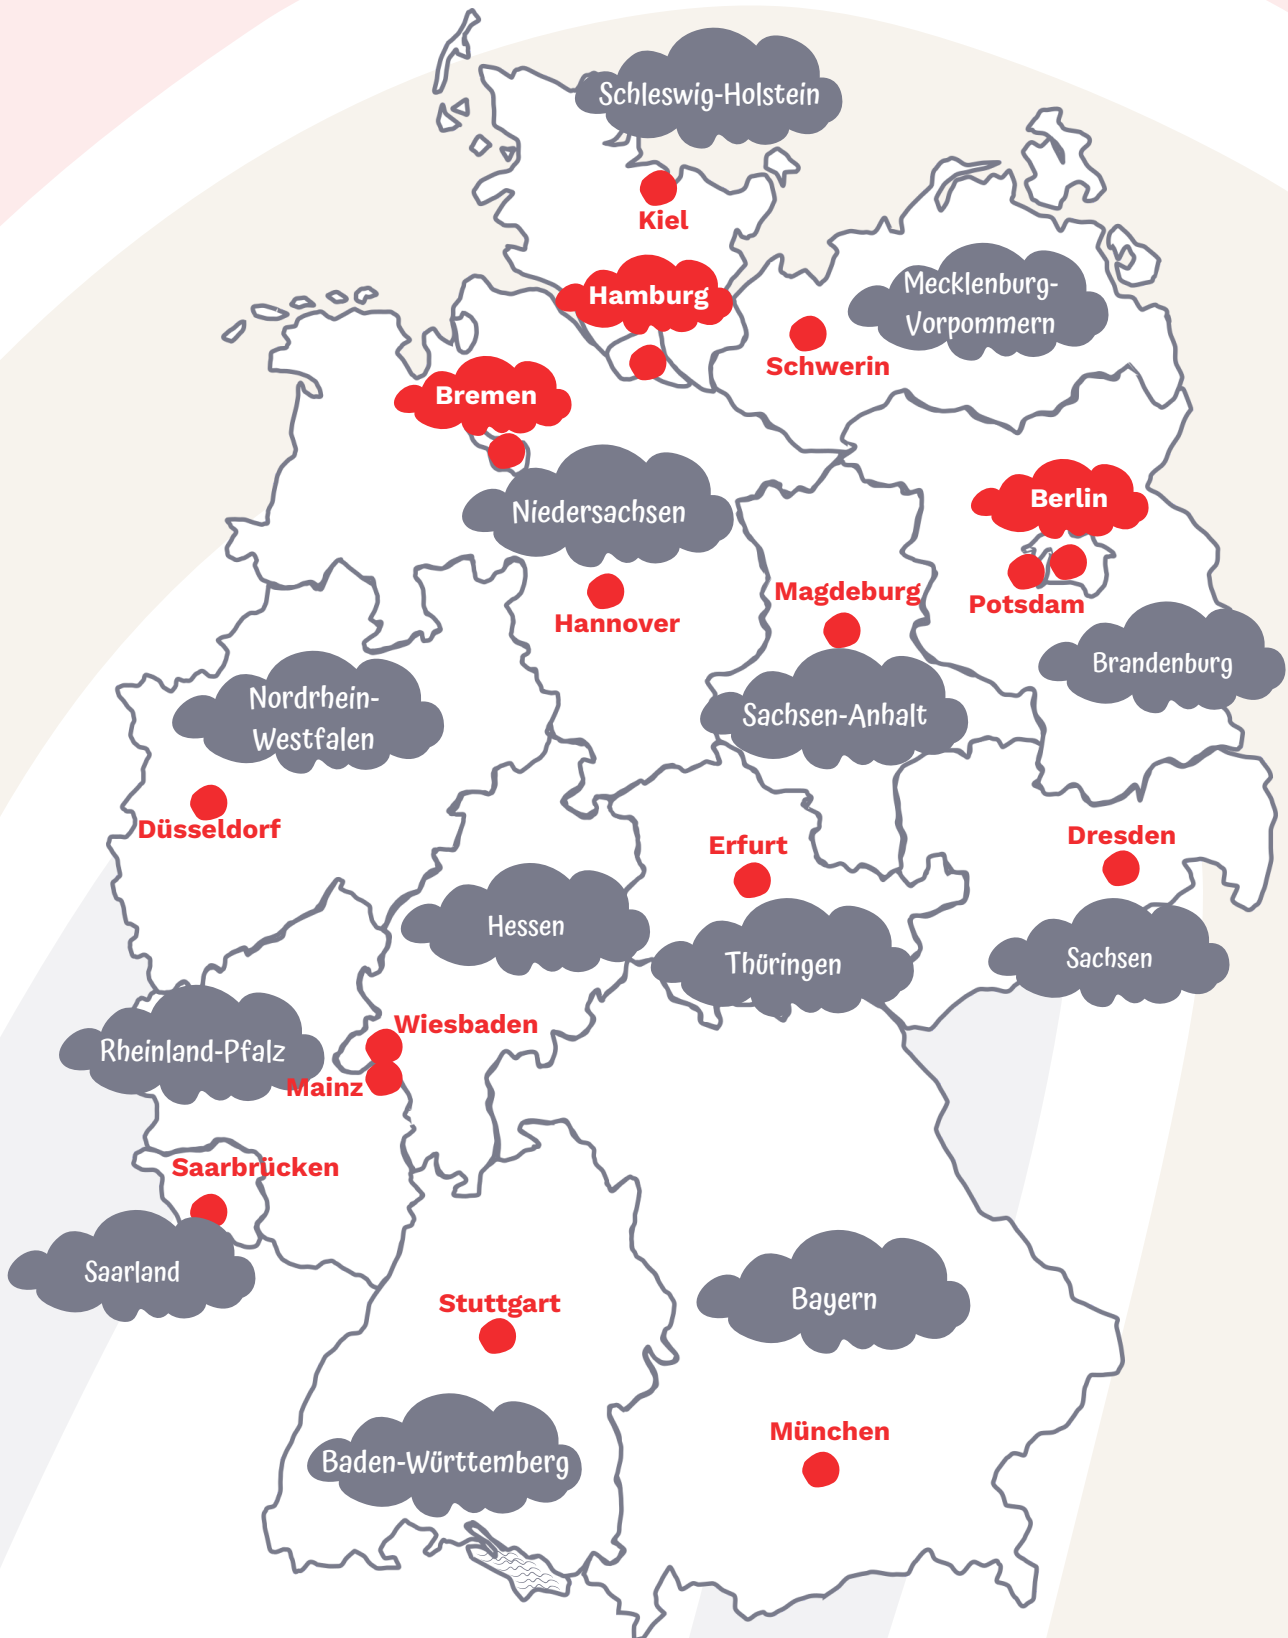 Schleswig-Holstein
Kiel
Hamburg
Mecklenburg-
Vorpommern
Schwerin
Bremen
Berlin
Niedersachsen
Magdeburg
Potsdam
Hannover
Brandenburg
Nordrhein-
Westfalen
Sachsen-Anhalt
Düsseldorf
Erfurt
Dresden
Hessen
Thüringen
Sachsen
Wiesbaden
Rheinland-Pfalz
Mainz
Saarbrücken
Saarland
Stuttgart
Bayern
München
Baden-Württemberg